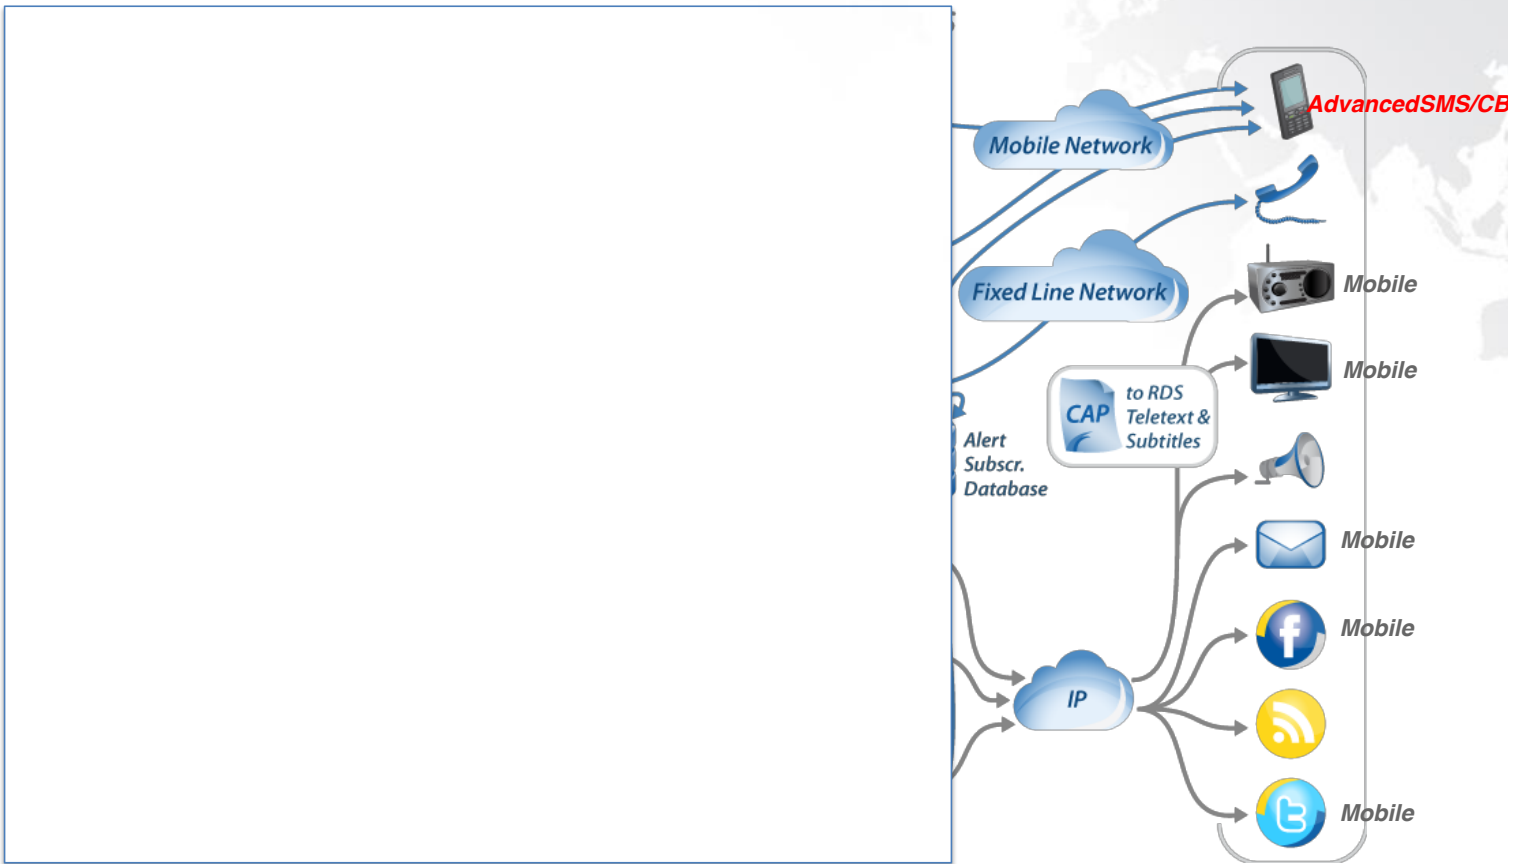 AdvancedSMS/CB
Mobile Network
Fixed Line Network
Mobile
Mobile
CAP
to RDS
Teletext &
Subtitles
Alert
Subscr.
Database
Mobile
Mobile
IP
Mobile